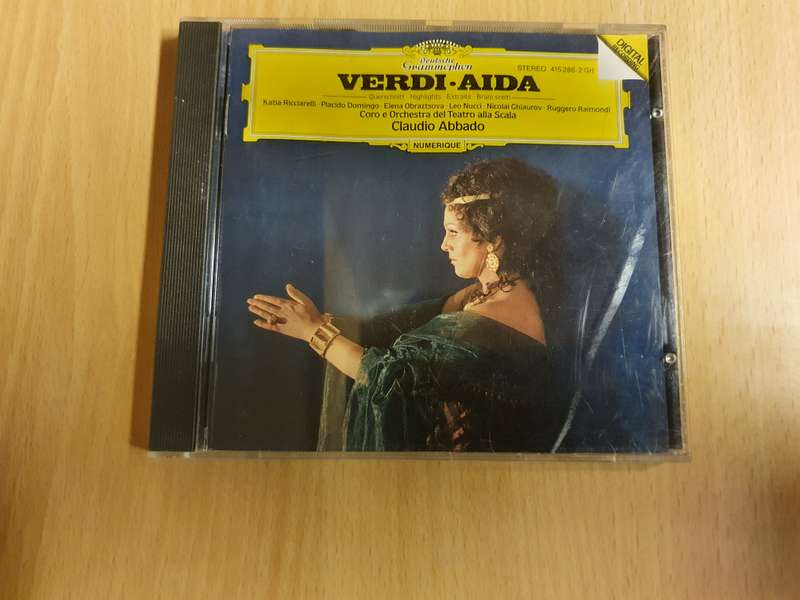 Deutsche
Grammophon
STEREO 415 286-2 GH
DIGITAL
RECORDING
VERDI·AIDA
Querschnitt · Highlights · Extraits · Brani scelti
Katia Ricciarelli · Placido Domingo · Elena Obraztsova · Leo Nucci · Nicolai Ghiaurov · Ruggero Raimondi
Coro e Orchestra del Teatro alla Scala
Claudio Abbado
NUMERIQUE